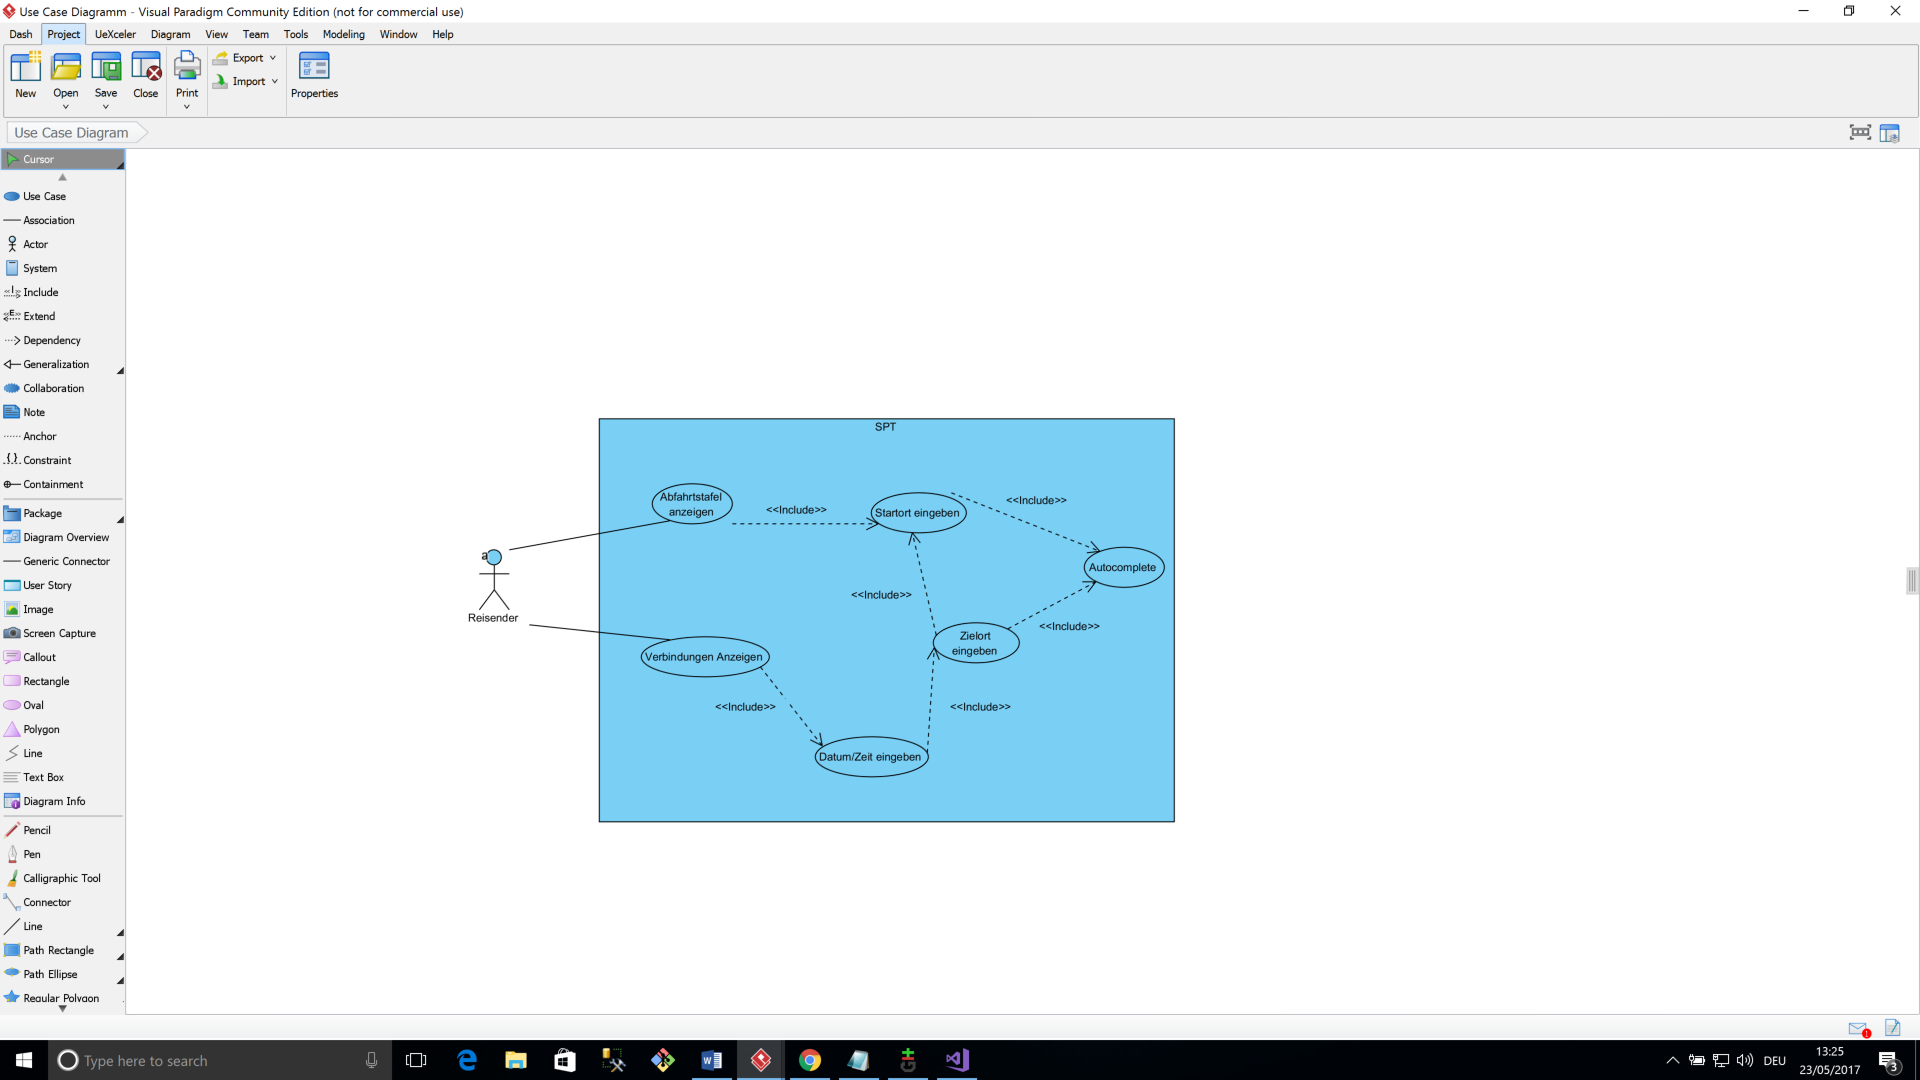 Use Case Diagramm - Visual Paradigm Community Edition (not for commercial use)
Dash Project UeXceler Diagram View Team Tools Modeling Window Help
New Open Save Close Print Export Import Properties
Use Case Diagram
Cursor
Use Case
Association
Actor
System
Include
Extend
Dependency
Generalization
Collaboration
Note
Anchor
Constraint
Containment
Package
Diagram Overview
Generic Connector
User Story
Image
Screen Capture
Callout
Rectangle
Oval
Polygon
Line
Text Box
Diagram Info
Pencil
Pen
Calligraphic Tool
Connector
Line
Path Rectangle
Path Ellipse
Regular Polygon
SPT
Abfahrtstafel
anzeigen
<<Include>>
Startort eingeben
<<Include>>
a
Reisender
Autocomplete
<<Include>>
<<Include>>
Zielort
eingeben
Verbindungen Anzeigen
<<Include>>
<<Include>>
Datum/Zeit eingeben
Type here to search
DEU
13:25
23/05/2017
3